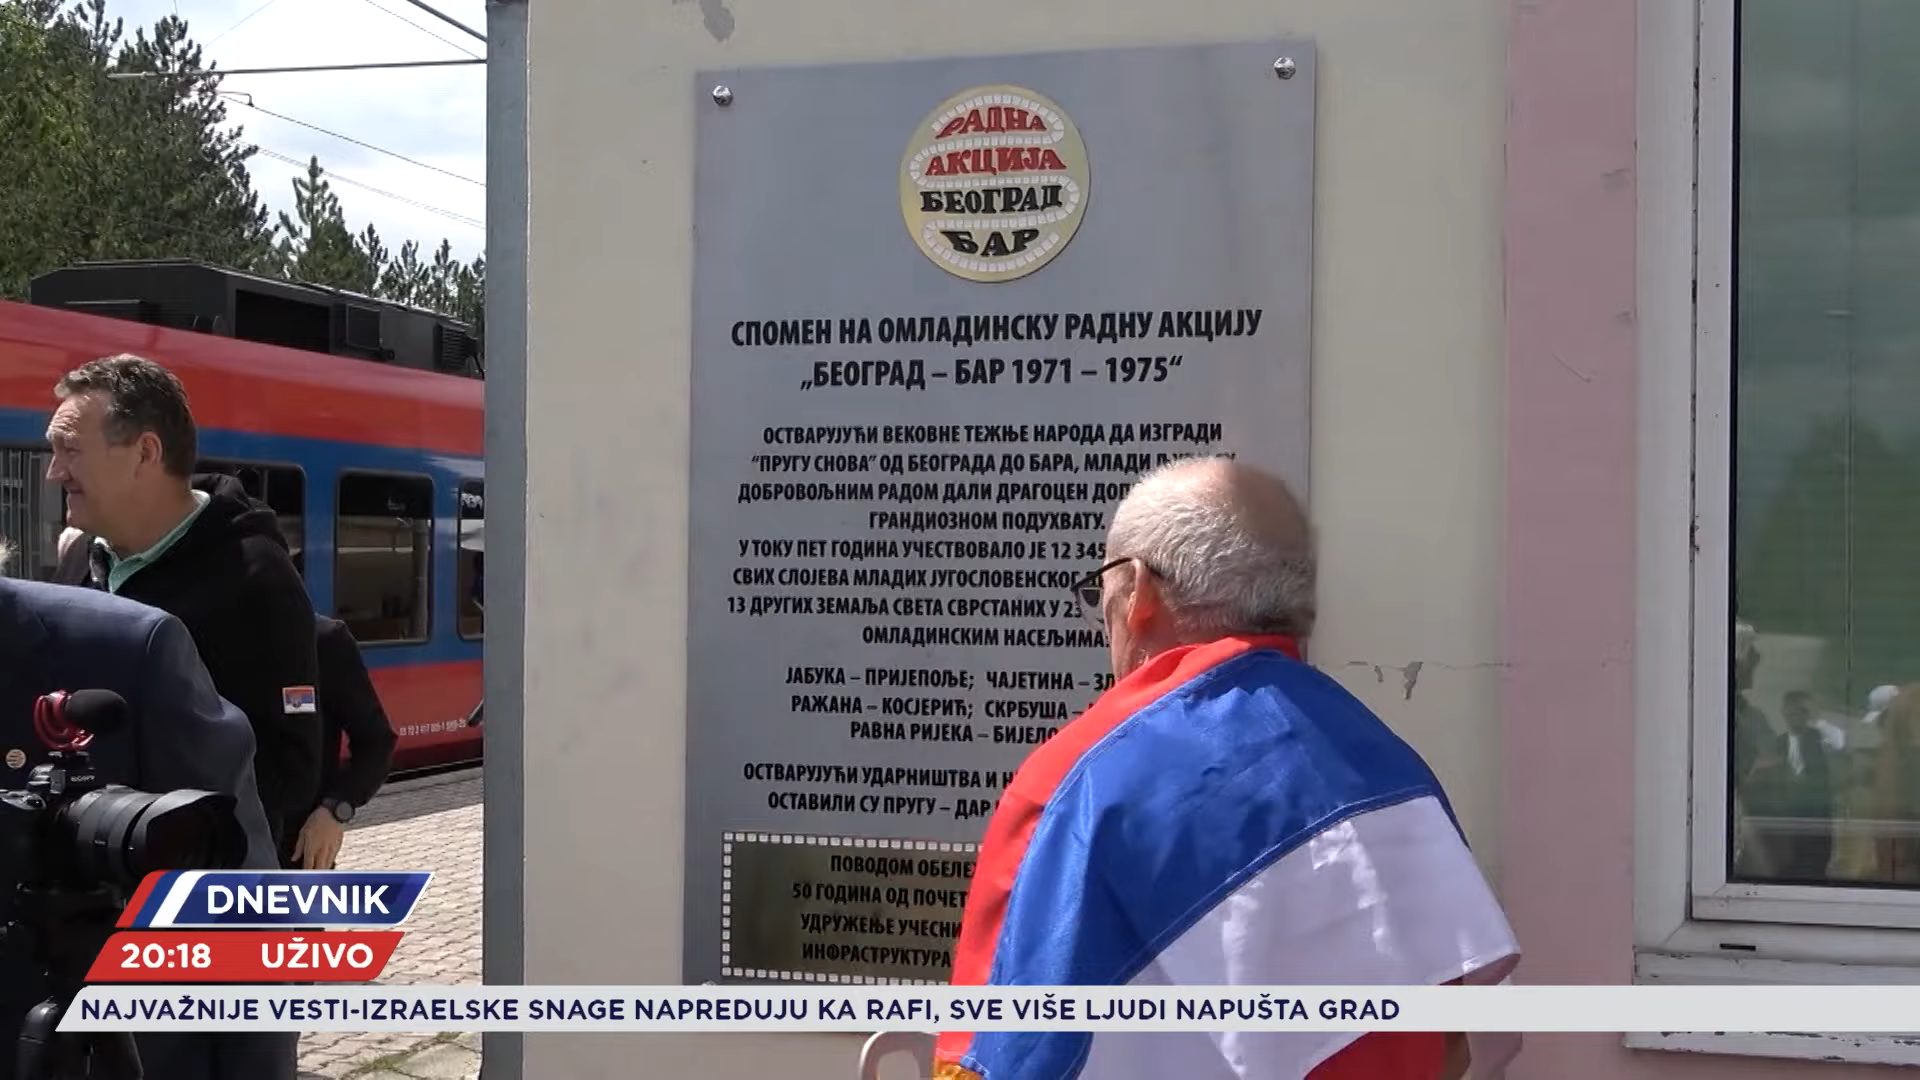 РАДНА
АКЦИЈА
БЕОГРАД
БАР
СПОМЕН НА ОМЛАДИНСКУ РАДНУ АКЦИЈУ
„БЕОГРАД – БАР 1971 – 1975“
ОСТВАРУЈУЋИ ВЕКОВНЕ ТЕЖЊЕ НАРОДА ДА ИЗГРАДИ
“ПРУГУ СНОВА” ОД БЕОГРАДА ДО БАРА, МЛАДИ
ДОБРОВОЉНИМ РАДОМ ДАЛИ ДРАГОЦЕН
ГРАНДИОЗНОМ ПОДУХВАТУ.
У ТОКУ ПЕТ ГОДИНА УЧЕСТВОВАЛО ЈЕ 12 345
СВИХ СЛОЈЕВА МЛАДИХ ЈУГОСЛОВЕНСКОГ
13 ДРУГИХ ЗЕМАЉА СВЕТА СВРСТАНИХ У
ОМЛАДИНСКИМ НАСЕЉИМА:
ЈАБУКА – ПРИЈЕПОЉЕ; ЧАЈЕТИНА –
РАЖАНА – КОСЈЕРИЋ; СКРБУША –
РАВНА РИЈЕКА –
ОСТВАРУЈУЋИ УДАРНИШТВА И
ОСТАВИЛИ СУ ПРУГУ – ДАР
ПОВОДОМ
50 ГОДИНА ОД
УДРУЖЕЊЕ
ИНФРАСТРУКТУРА
SONY
DNEVNIK
20:18 UŽIVO
NAJVAŽNIJE VESTI-IZRAELSKE SNAGE NAPREDUJU KA RAFI, SVE VIŠE LJUDI NAPUŠTA GRAD